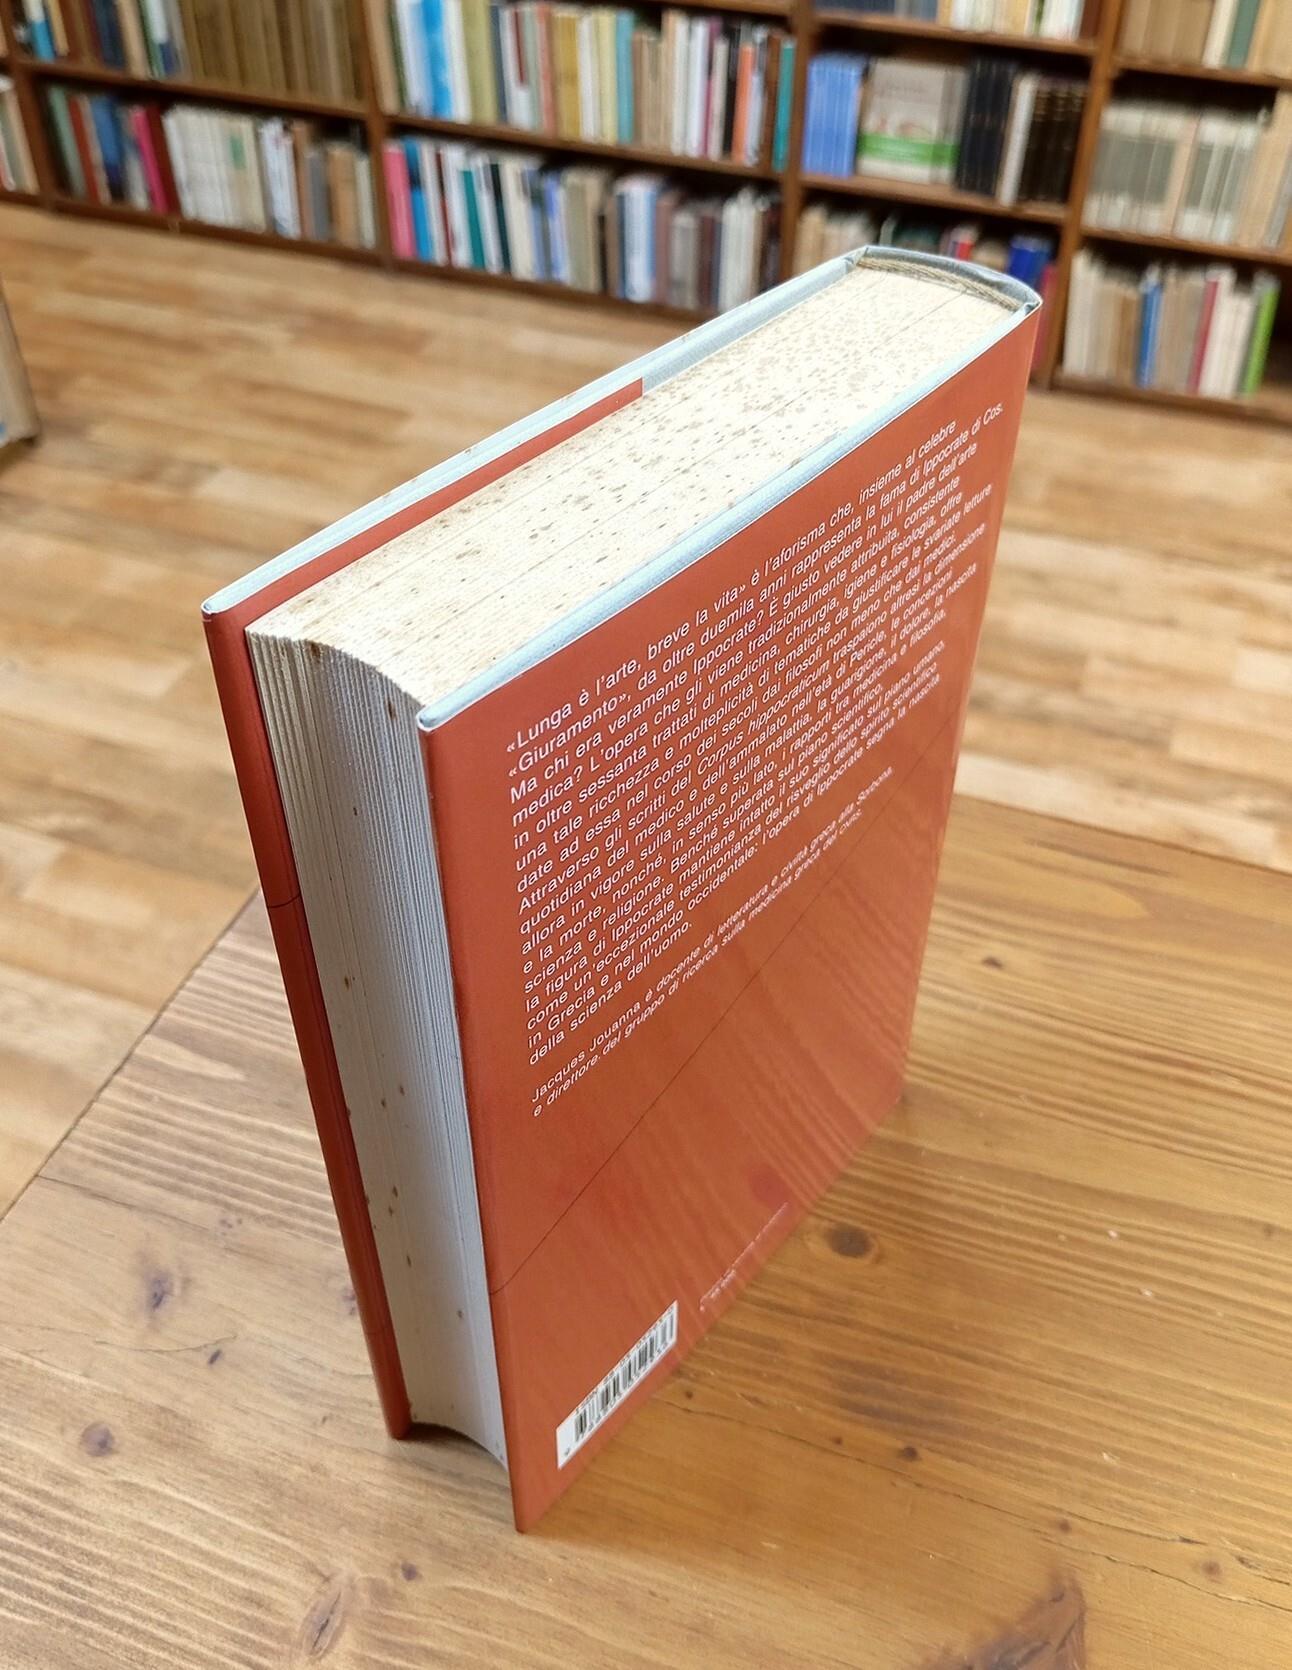 «Lunga è l'arte, breve la vita» è l'aforisma che, insieme al celebre
«Giuramento», da oltre duemila anni rappresenta la fama di Ippocrate di Cos.
Ma chi era veramente Ippocrate? È giusto vedere in lui il padre dell'arte
medica? L'opera che gli viene tradizionalmente attribuita, consistente
in oltre sessanta trattati di medicina, chirurgia, igiene e fisiologia, offre
una tale ricchezza e molteplicità di tematiche da giustificare le svariate letture
date ad essa nel corso dei secoli dai filosofi non meno che dai medici.
Attraverso gli scritti del Corpus hippocraticum traspaiono altresì la dimensione
quotidiana del medico e dell'ammalato nell'età di Pericle, le concezioni
allora in vigore sulla salute e sulla malattia, la guarigione, il dolore, la nascita
e la morte, nonché, in senso più lato, i rapporti tra medicina e filosofia,
scienza e religione. Benché superata sul piano scientifico,
la figura di Ippocrate mantiene intatto il suo significato sul piano umano,
come un'eccezionale testimonianza del risveglio dello spirito scientifico
in Grecia e nel mondo occidentale: l'opera di Ippocrate segna la nascita
della scienza dell'uomo.
Jacques Jouanna è docente di letteratura e civiltà greca alla Sorbona,
e direttore del gruppo di ricerca sulla medicina greca del CNRS.